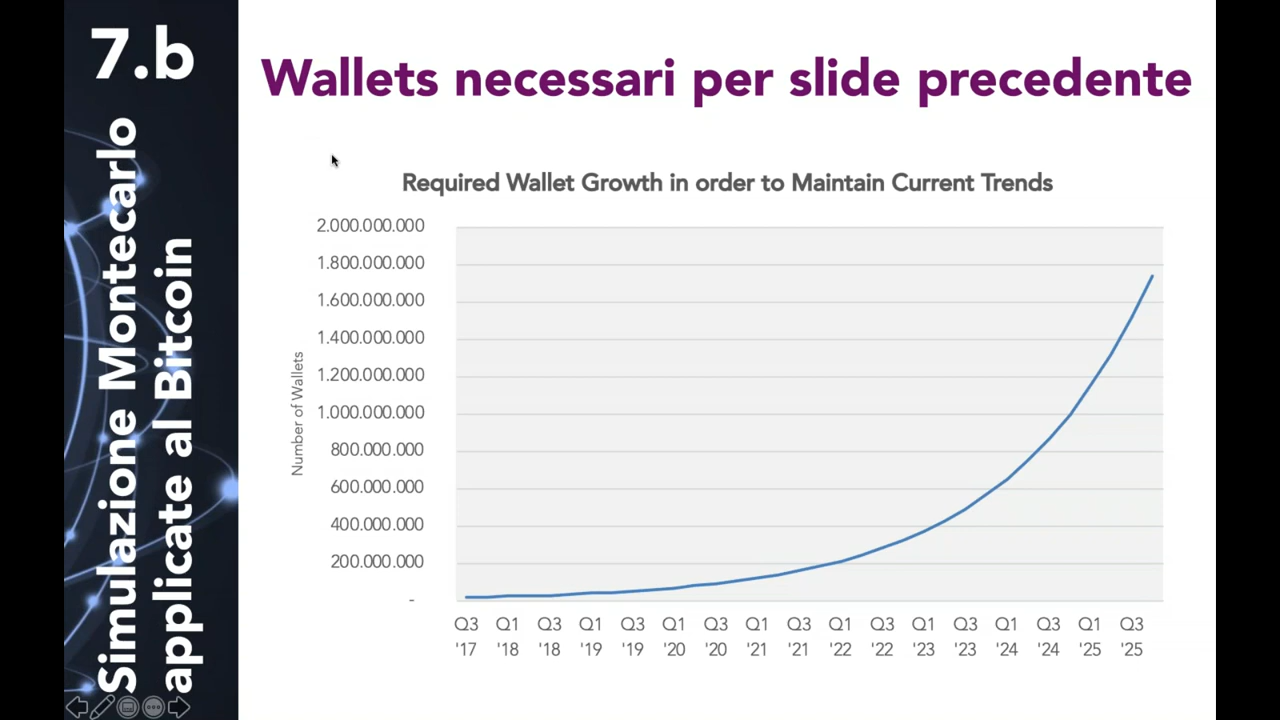 7.b
Simulazione Montecarlo
applicate al Bitcoin
Wallets necessari per slide precedente
Required Wallet Growth in order to Maintain Current Trends
Number of Wallets
2.000.000.000
1.800.000.000
1.600.000.000
1.400.000.000
1.200.000.000
1.000.000.000
800.000.000
600.000.000
400.000.000
200.000.000
-
Q3 Q1 Q3 Q1 Q3 Q1 Q3 Q1 Q3 Q1 Q3 Q1 Q3 Q1 Q3 Q1 Q3
'17 '18 '18 '19 '19 '20 '20 '21 '21 '22 '22 '23 '23 '24 '24 '25 '25